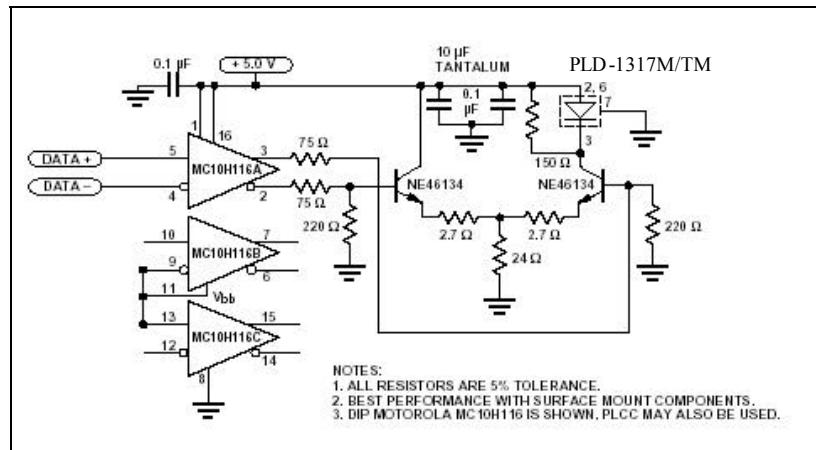 0.1 µF
+ 5.0 V
10 µF
TANTALUM
PLD-1317M/TM
0.1
µF
2, 6
7
1
16
3
DATA +
5
MC10H116A
3
75 Ω
150 Ω
DATA –
4
2
75 Ω
NE46134
NE46134
10
7
220 Ω
2.7 Ω
2.7 Ω
220 Ω
MC10H116B
9
6
24 Ω
11
Vbb
13
15
MC10H116C
12
14
8
NOTES:
1. ALL RESISTORS ARE 5% TOLERANCE.
2. BEST PERFORMANCE WITH SURFACE MOUNT COMPONENTS.
3. DIP MOTOROLA MC10H116 IS SHOWN, PLCC MAY ALSO BE USED.